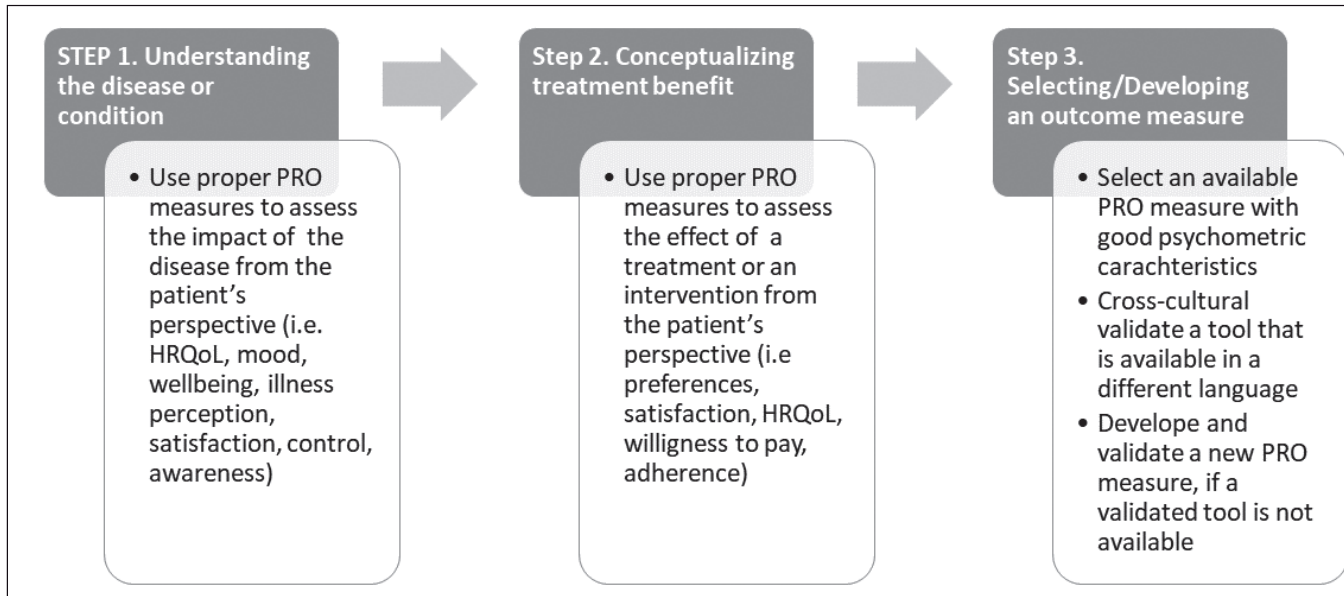 STEP 1. Understanding
the disease or
condition
• Use proper PRO
measures to assess
the impact of the
disease from the
patient's
perspective (i.e.
HRQoL, mood,
wellbeing, illness
perception,
satisfaction, control,
awareness)
Step 2. Conceptualizing
treatment benefit
• Use proper PRO
measures to assess
the effect of a
treatment or an
intervention from
the patient's
perspective (i.e
preferences,
satisfaction, HRQoL,
willigness to pay,
adherence)
Step 3.
Selecting/Developing
an outcome measure
• Select an available
PRO measure with
good psychometric
carachteristics
• Cross-cultural
validate a tool that
is available in a
different language
• Develope and
validate a new PRO
measure, if a
validated tool is not
available